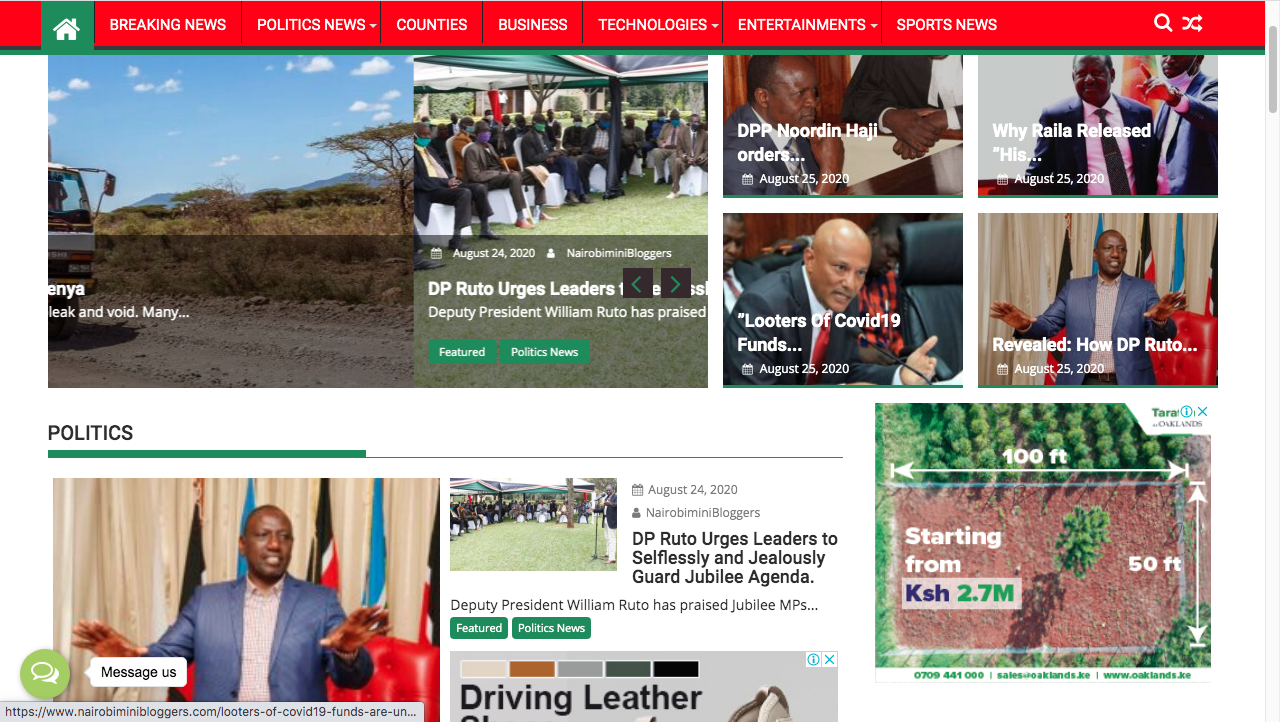 BREAKING NEWS
POLITICS NEWS
COUNTIES
BUSINESS
TECHNOLOGIES
ENTERTAINMENTS
SPORTS NEWS
enya
leak and void. Many...
August 24, 2020 NairobiminiBloggers
DP Ruto Urges Leaders
Deputy President William Ruto has praised
Featured
Politics News
DPP Noordin Haji
orders...
August 25, 2020
Why Raila Released
"His...
August 25, 2020
"Looters Of Covid19
Funds...
August 25, 2020
Revealed: How DP Ruto...
August 25, 2020
POLITICS
August 24, 2020
NairobiminiBloggers
DP Ruto Urges Leaders to
Selflessly and Jealously
Guard Jubilee Agenda.
Deputy President William Ruto has praised Jubilee MPs...
Featured
Politics News
Driving Leather
OAKLANDS
100 ft
Starting
from
Ksh 2.7M
50 ft
0709 441 000 | sales@oaklands.ke | www.oaklands.ke
Message us
https://www.nairobiminibloggers.com/looters-of-covid19-funds-are-un...